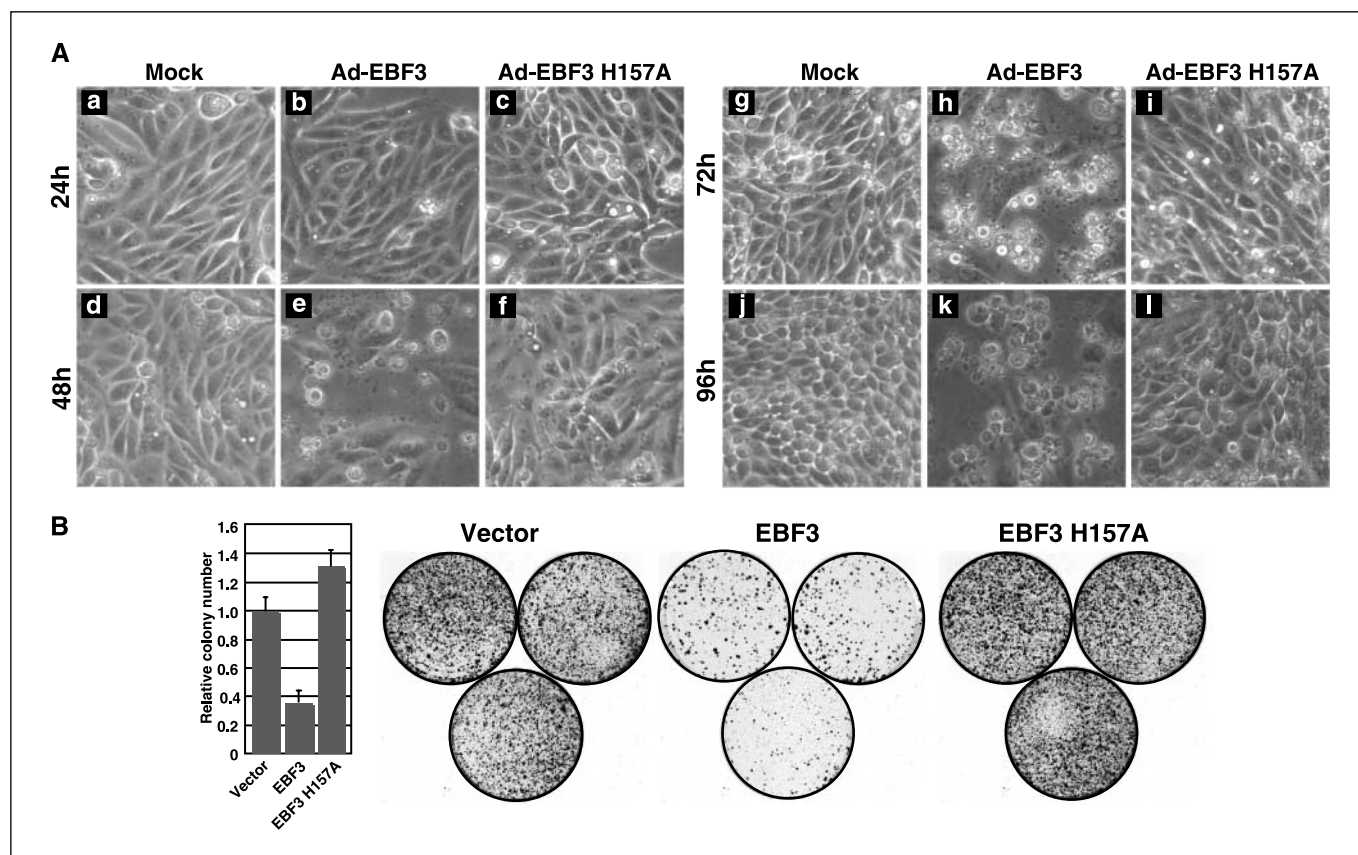 A
Mock Ad-EBF3 Ad-EBF3 H157A Mock Ad-EBF3 Ad-EBF3 H157A
24h a b c 72h g h i
48h d e f 96h j k l
B
Relative colony number
1.6
1.4
1.2
1.0
0.8
0.6
0.4
0.2
0
Vector
EBF3
EBF3 H157A
Vector EBF3 EBF3 H157A